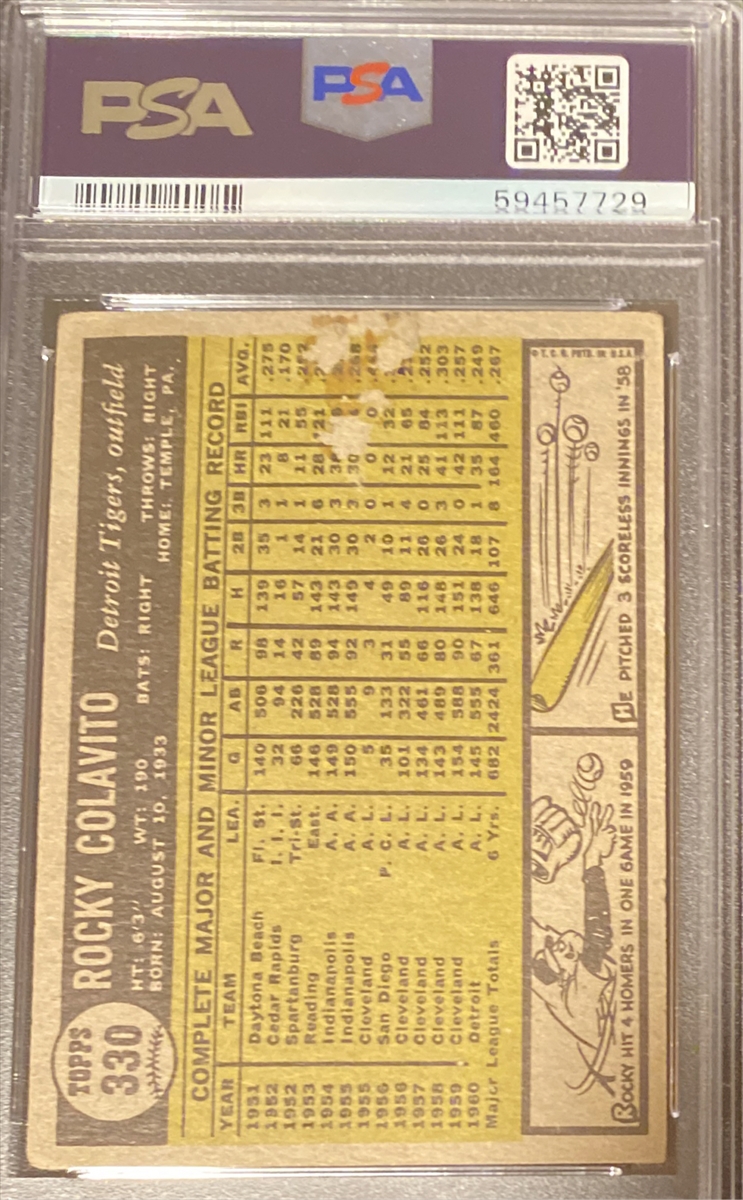 PSA
PSA
59457729
TOPPS
330
ROCKY COLAVITO Detroit Tigers, outfield
HT: 6'3" WT: 190 BATS: RIGHT THROWS: RIGHT
BORN: AUGUST 10, 1933 HOME: TEMPLE, PA.
COMPLETE MAJOR AND MINOR LEAGUE BATTING RECORD
YEAR TEAM LEA. G AB R H 2B 3B HR RBI AVG.
1951 Daytona Beach Fl. St. 140 506 98 139 35 3 23 111 .275
1952 Cedar Rapids I. I. I. 32 94 14 16 1 1 8 21 .170
1952 Spartanburg Tri-St. 66 226 42 57 14 1 11 55
1953 Reading East. 146 528 89 143 21 6 28 121
1954 Indianapolis A. A. 149 528 94 143 30 3
1955 Indianapolis A. A. 150 555 92 149 30 3 30
1955 Cleveland A. L. 5 9 3 4 2 0 0 0
1956 San Diego P. C. L. 35 133 31 49 10 1 12 32
1956 Cleveland A. L. 101 322 55 89 11 4 21 65
1957 Cleveland A. L. 134 461 66 116 26 0 25 84 .252
1958 Cleveland A. L. 143 489 80 148 26 3 41 113 .303
1959 Cleveland A. L. 154 588 90 151 24 0 42 111 .257
1960 Detroit A. L. 145 555 67 138 18 1 35 87 .249
Major League Totals 6 Yrs. 682 2424 361 646 107 8 164 460 .267
ROCKY HIT 4 HOMERS IN ONE GAME IN 1959
HE PITCHED 3 SCORELESS INNINGS IN '58
© T. C. G. PRTD. IN U.S.A.